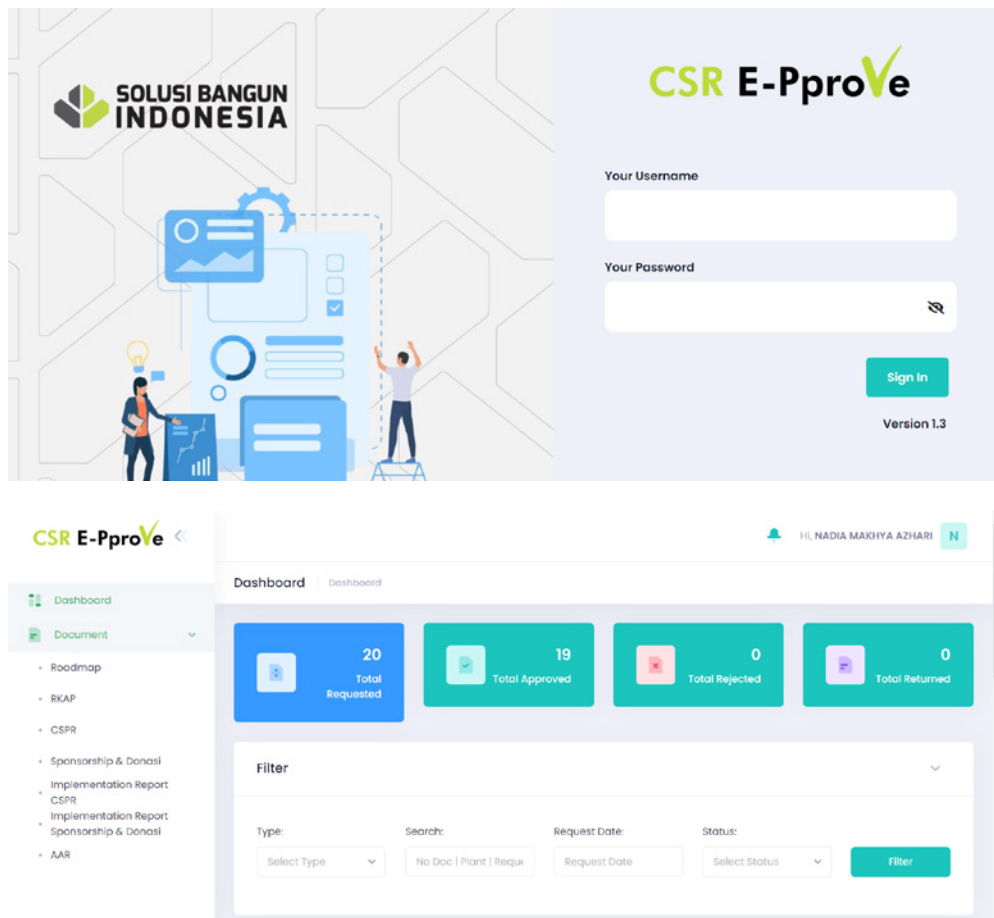 SOLUSI BANGUN
INDONESIA
CSR E-PproVe
Your Username
Your Password
Sign In
Version 1.3
CSR E-PproVe
Hi, NADIA MAKHYA AZHARI N
Dashboard Dashboard
Dashboard
Document
Roadmap
RKAP
CSPR
Sponsorship & Donasi
Implementation Report
CSPR
Implementation Report
Sponsorship & Donasi
AAR
20
Total
Requested
19
Total Approved
0
Total Rejected
0
Total Returned
Filter
Type: Search: Request Date: Status:
Select Type No Doc | Plant | Reque Request Date Select Status Filter